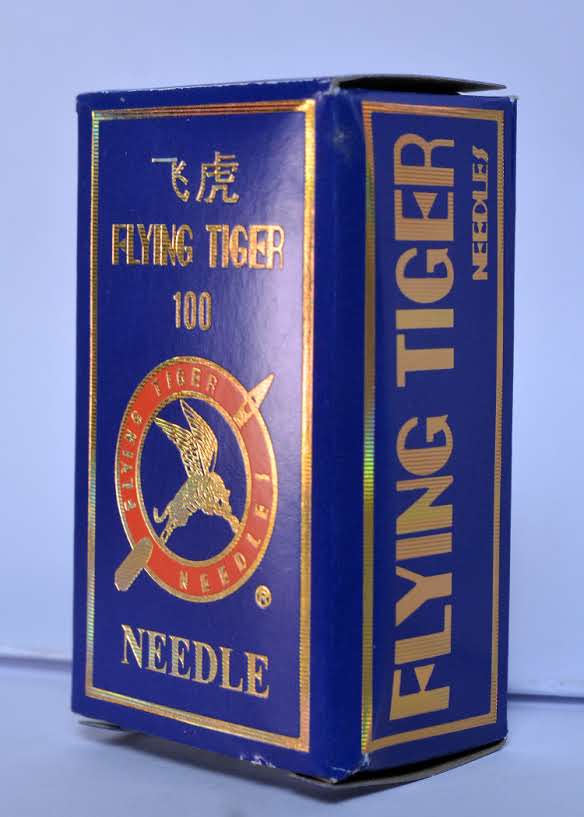 飞虎
FLYING TIGER
100
FLYING TIGER
NEEDLES
®
NEEDLE
FLYING TIGER
NEEDLES